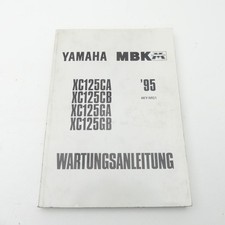 YAMAHA MBK
XC125CA '95
XC125CB
XC125GA
XC125GB
WARTUNGSANLEITUNG